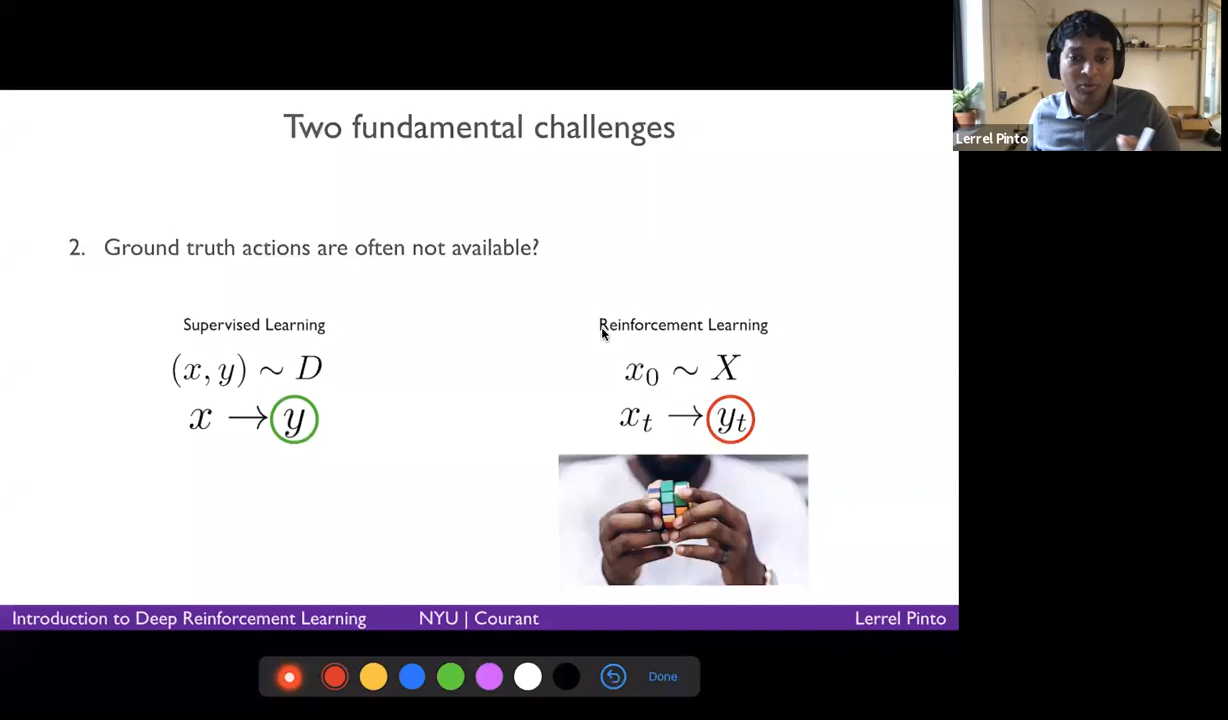 Two fundamental challenges
Lerrel Pinto
2. Ground truth actions are often not available?
Supervised Learning
Reinforcement Learning
(x, y) ∼ D
x₀ ∼ X
x → y
xₜ → yₜ
Introduction to Deep Reinforcement Learning NYU | Courant Lerrel Pinto
Done